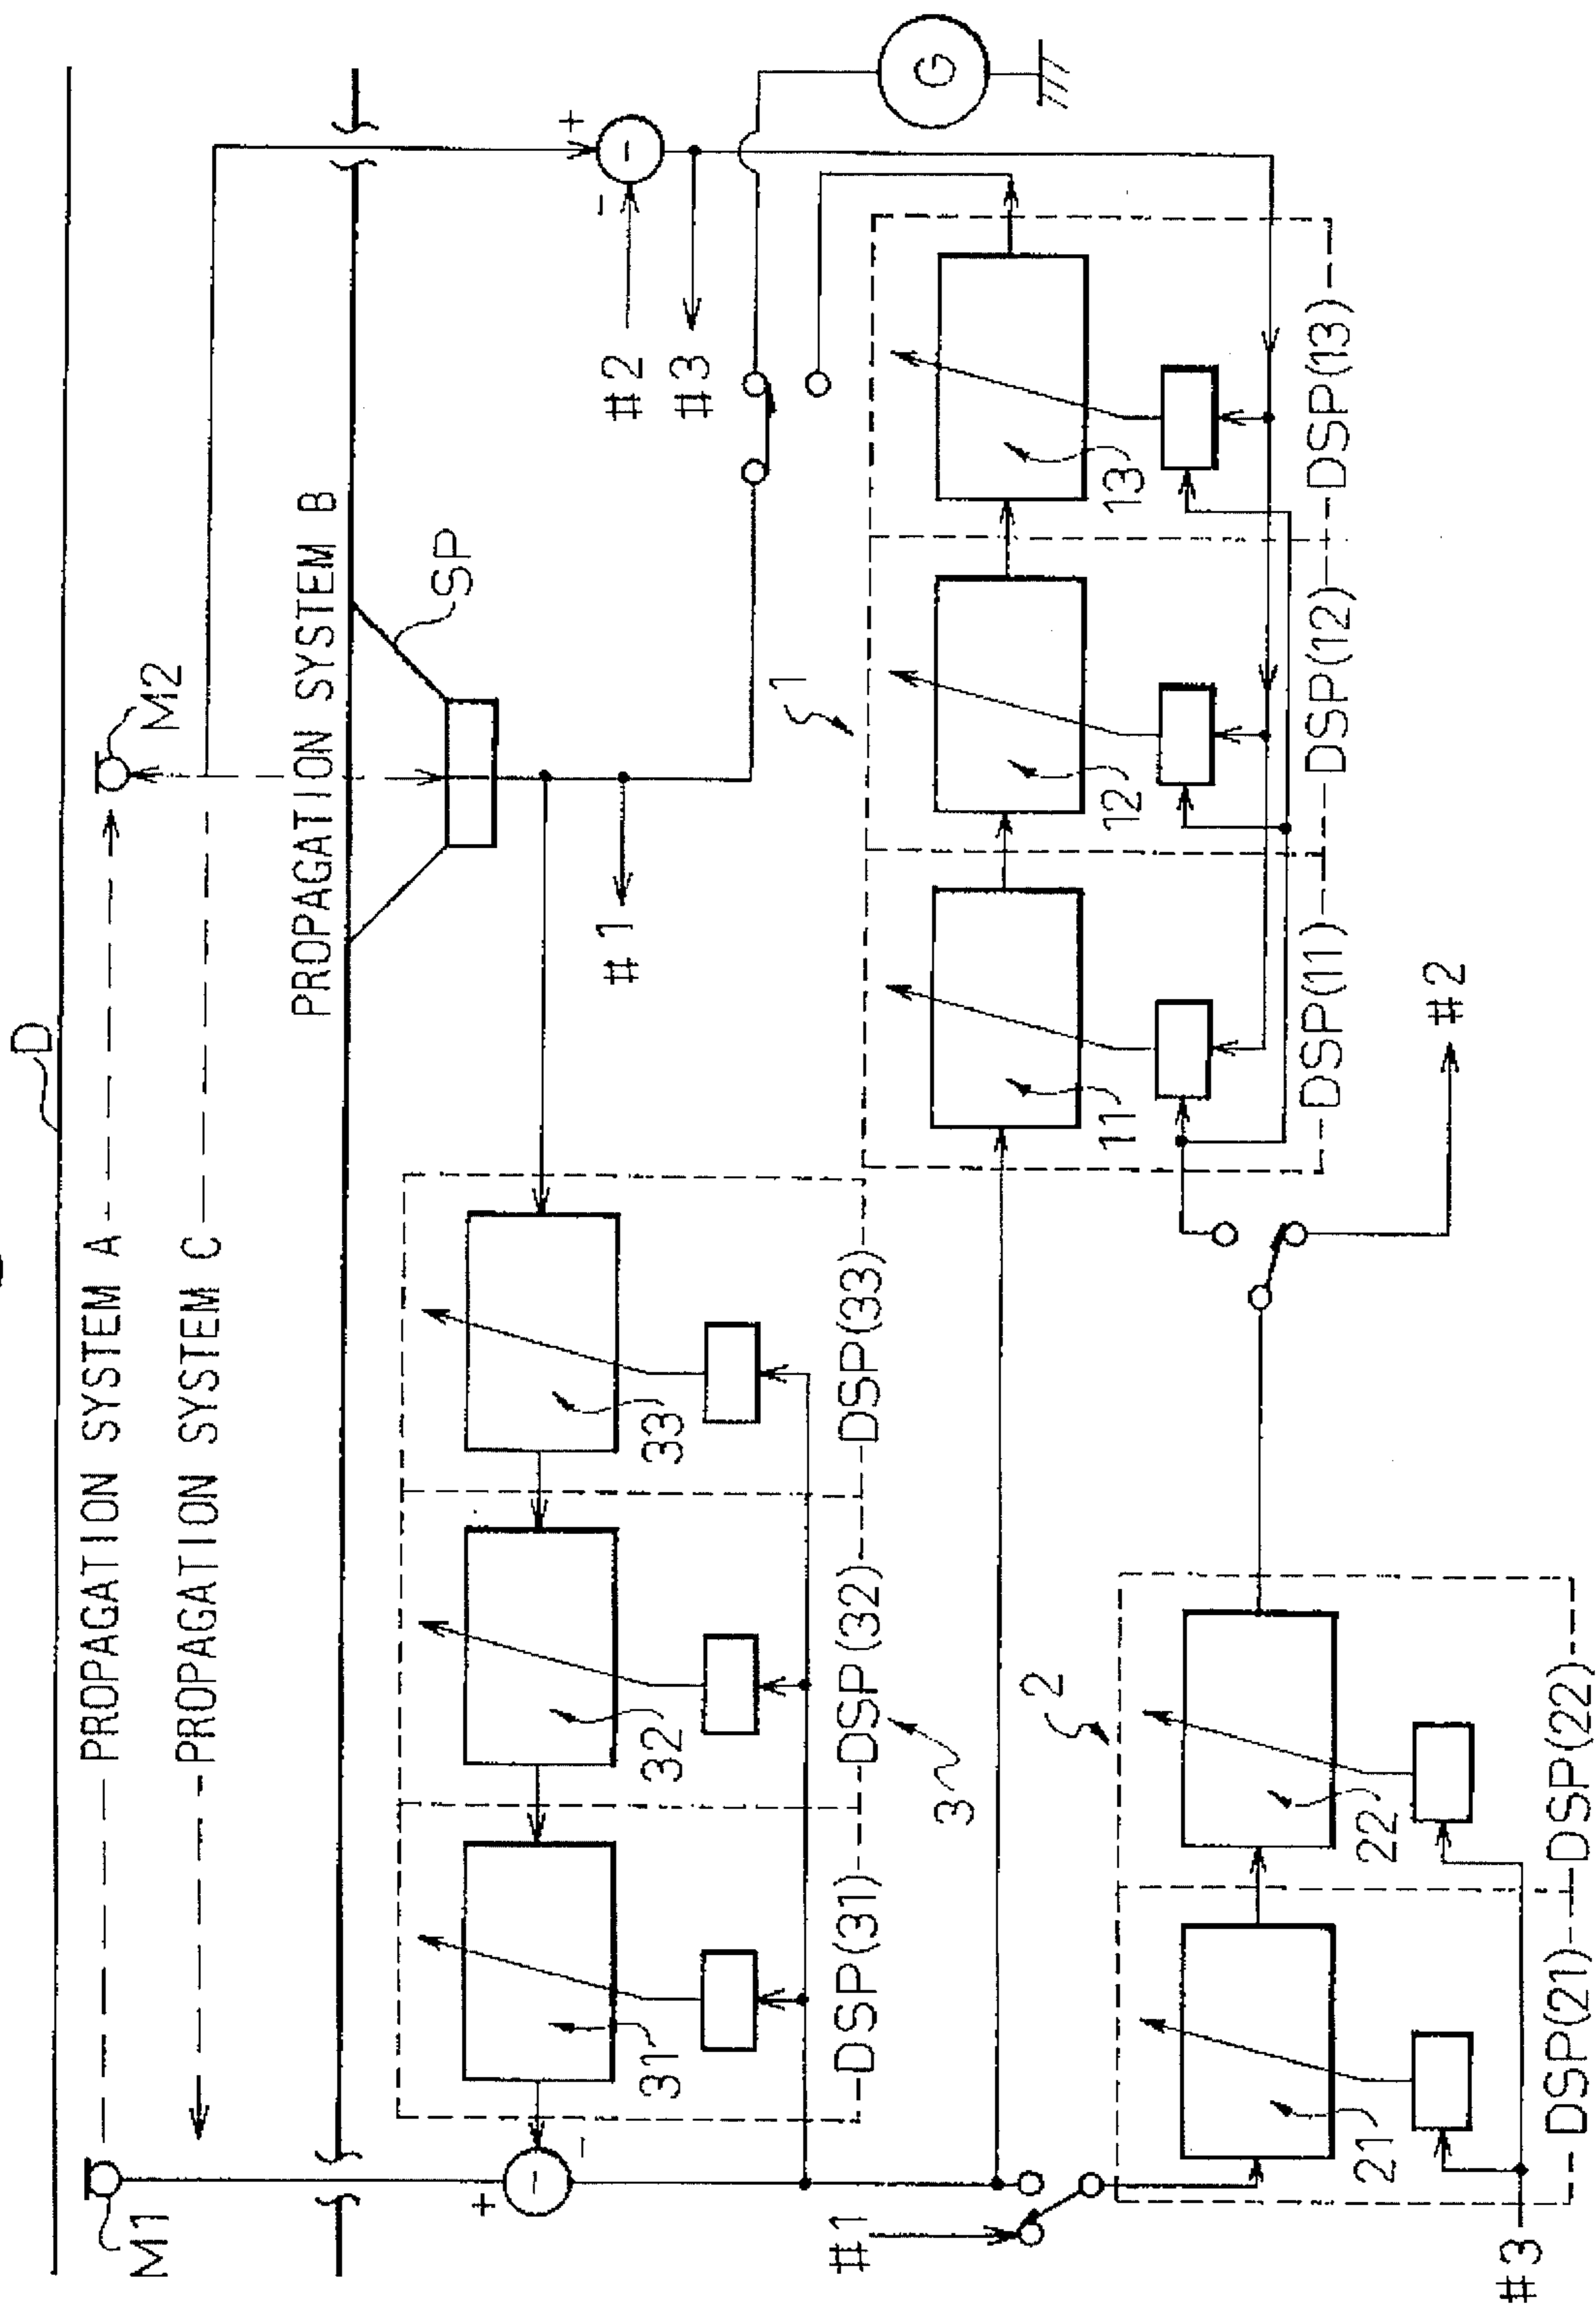 D
M1
PROPAGATION SYSTEM A
M2
PROPAGATION SYSTEM C
PROPAGATION SYSTEM B
SP
+
-
+
-
-
-
31
32
33
#1
#2
#3
G
DSP(31)
DSP(32)
DSP(33)
3
1
#1
11
12
13
2
DSP(11)
DSP(12)
DSP(13)
21
22
#2
#3
DSP(21)
DSP(22)